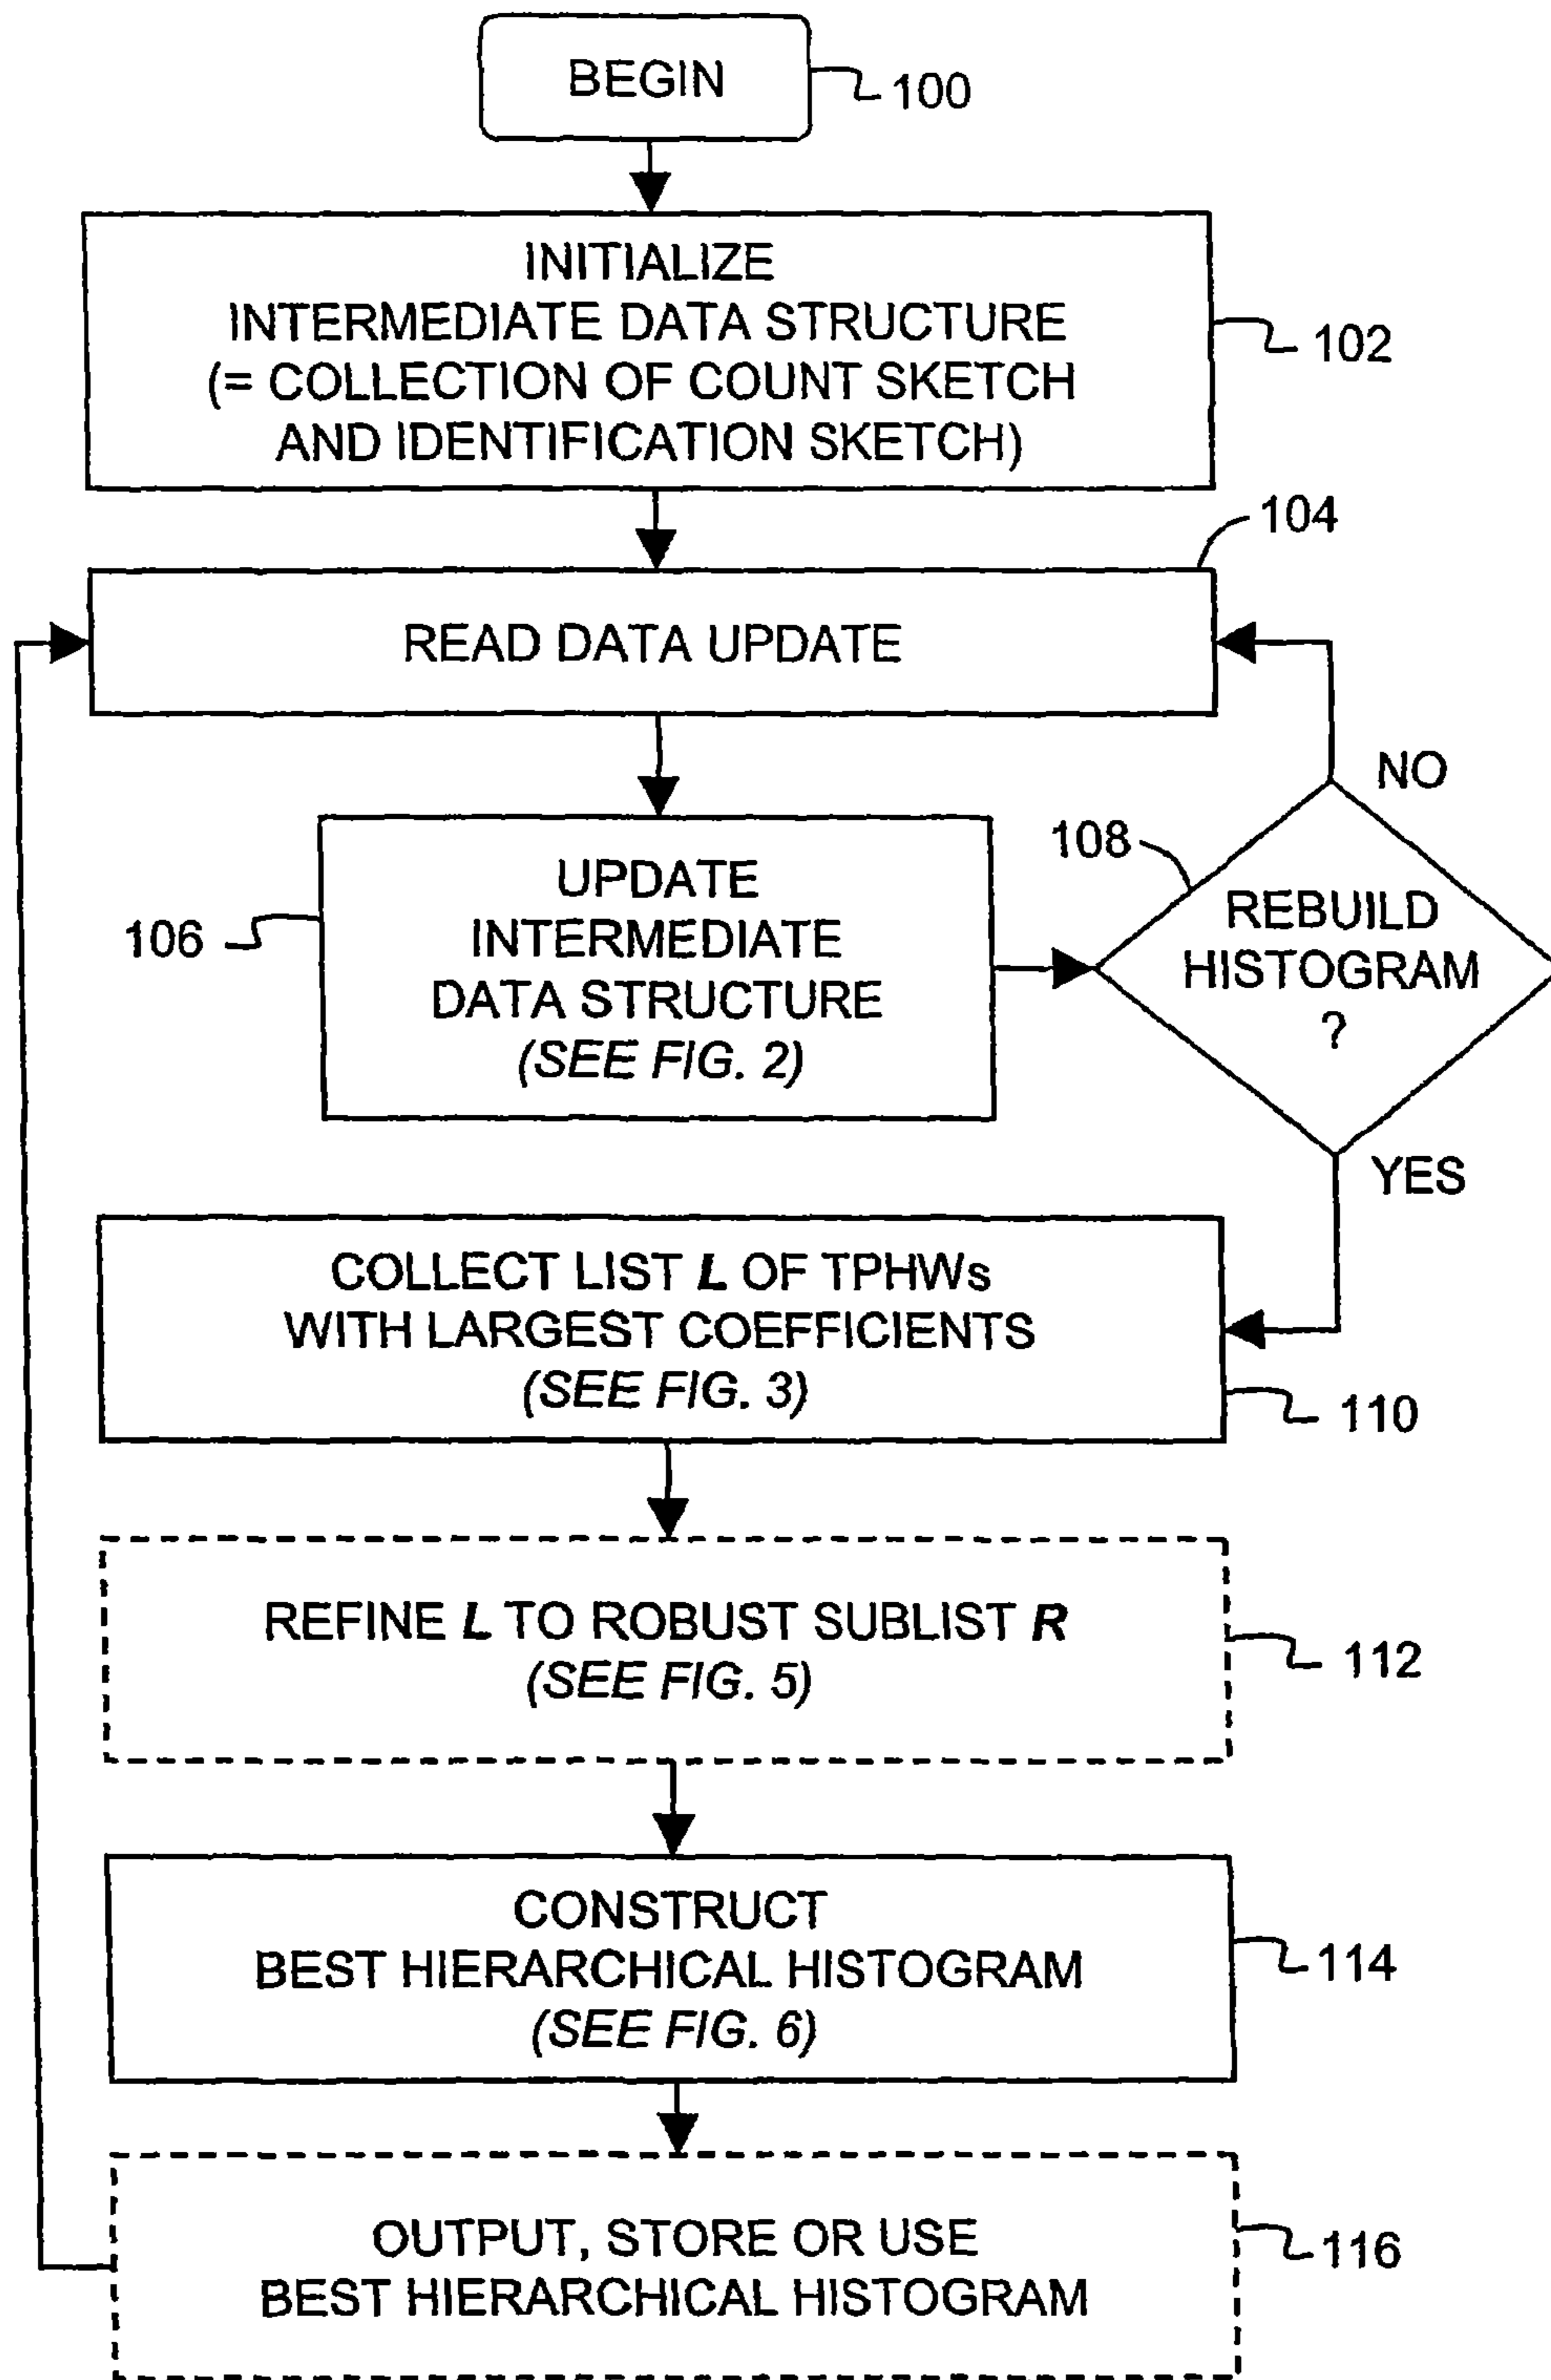 BEGIN
100
INITIALIZE
INTERMEDIATE DATA STRUCTURE
(= COLLECTION OF COUNT SKETCH
AND IDENTIFICATION SKETCH)
102
104
READ DATA UPDATE
NO
106
UPDATE
INTERMEDIATE
DATA STRUCTURE
(SEE FIG. 2)
108
REBUILD
HISTOGRAM
?
YES
COLLECT LIST L OF TPHWs
WITH LARGEST COEFFICIENTS
(SEE FIG. 3)
110
REFINE L TO ROBUST SUBLIST R
(SEE FIG. 5)
112
CONSTRUCT
BEST HIERARCHICAL HISTOGRAM
(SEE FIG. 6)
114
OUTPUT, STORE OR USE
BEST HIERARCHICAL HISTOGRAM
116